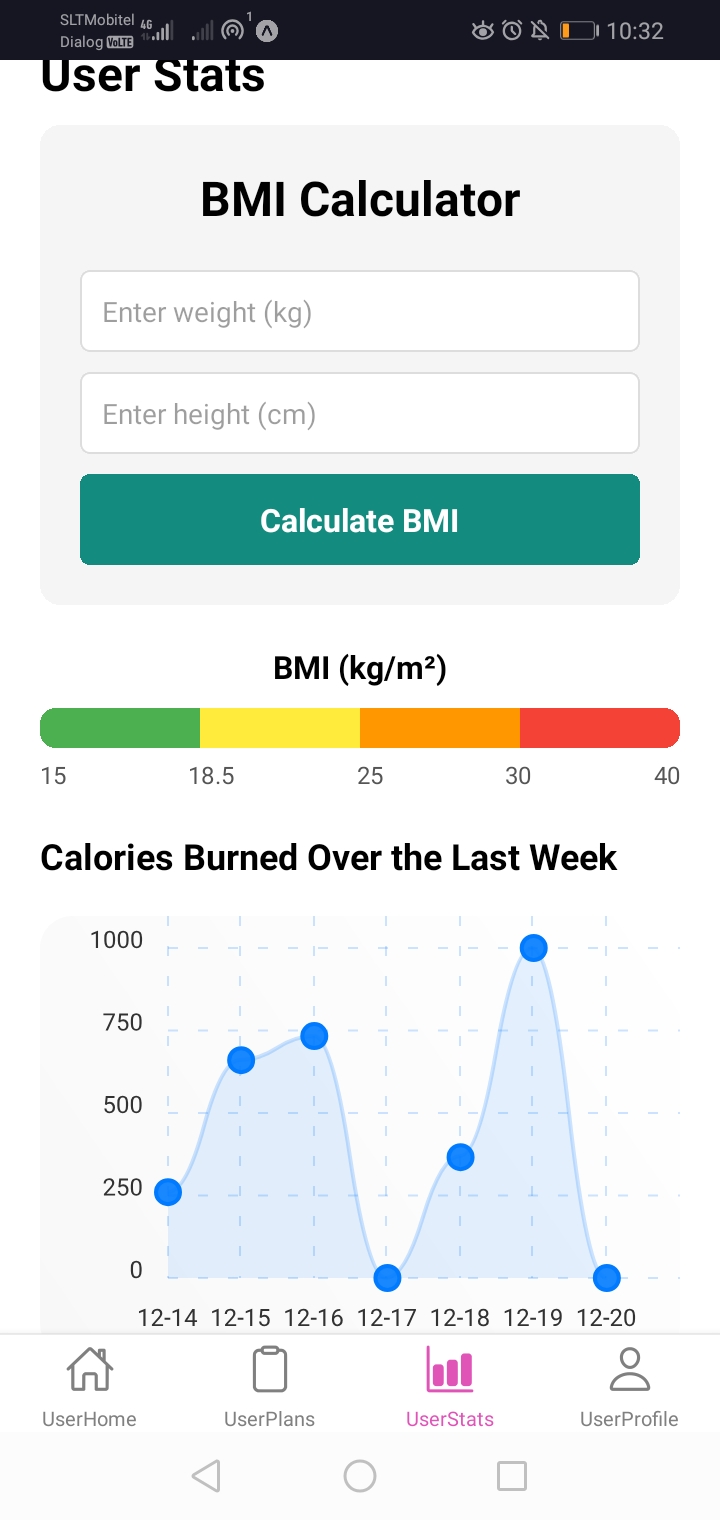 SLTMobitel 4G 1 10:32
Dialog VoLTE
User Stats
BMI Calculator
Enter weight (kg)
Enter height (cm)
Calculate BMI
BMI (kg/m²)
15 18.5 25 30 40
Calories Burned Over the Last Week
1000
750
500
250
0
12-14 12-15 12-16 12-17 12-18 12-19 12-20
UserHome UserPlans UserStats UserProfile